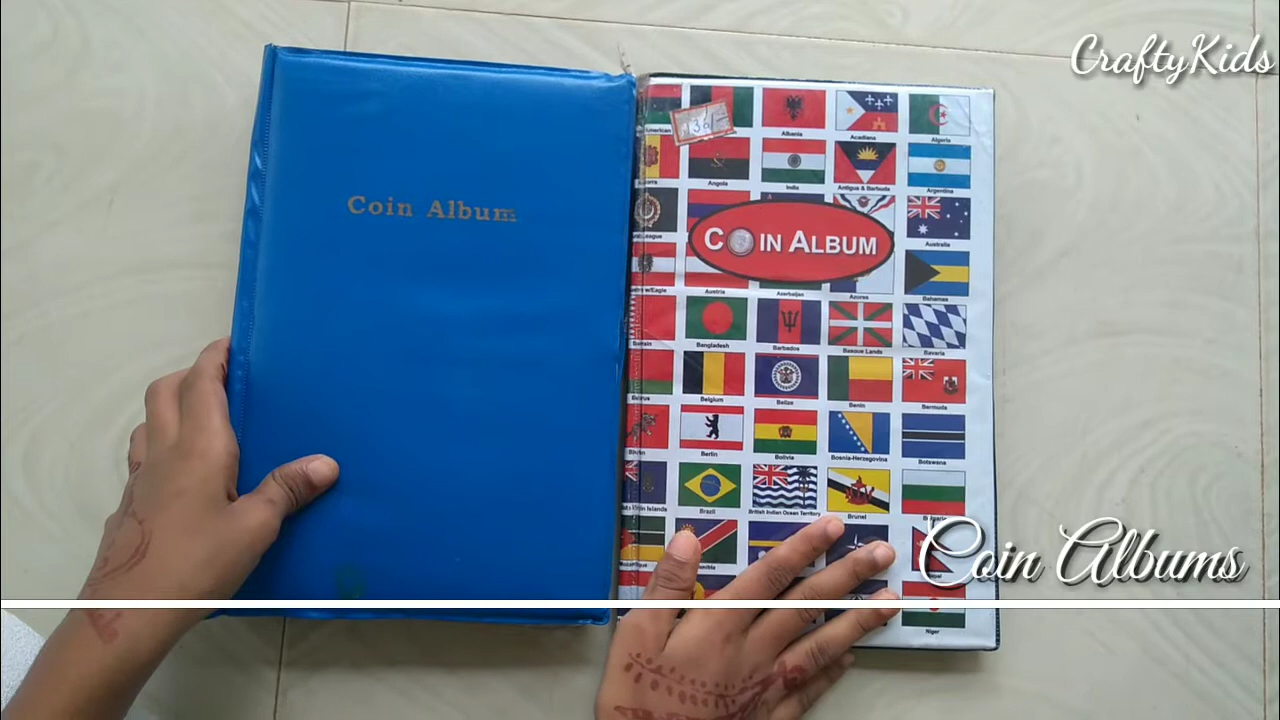 CraftyKids
Coin Album
136/-
COIN ALBUM
American
Albania
Acadiana
Algeria
Angola
India
Antigua & Barbuda
Argentina
Australia
Austria
Azerbaijan
Azores
Bahamas
Bangladesh
Barbados
Basque Lands
Bavaria
Belgium
Belize
Benin
Bermuda
Berlin
Bolivia
Bosnia-Herzegovina
Botswana
Brazil
British Indian Ocean Territory
Brunei
Niger
Coin Albums